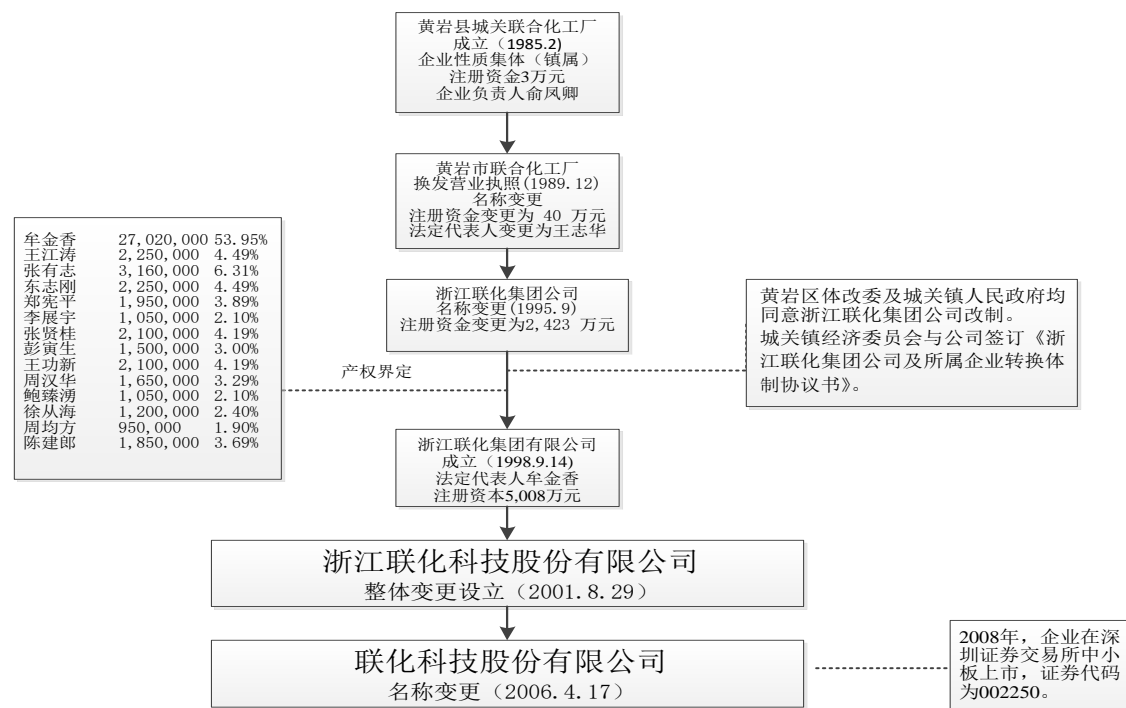 黄岩县城关联合化工厂
成立（1985.2)
企业性质集体（镇属）
注册资金3万元
企业负责人俞凤卿
黄岩市联合化工厂
换发营业执照(1989.12)
名称变更
注册资金变更为 40 万元
法定代表人变更为王志华
牟金香 27,020,000 53.95%
王江涛 2,250,000 4.49%
张有志 3,160,000 6.31%
东志刚 2,250,000 4.49%
郑宪平 1,950,000 3.89%
李展宇 1,050,000 2.10%
张贤桂 2,100,000 4.19%
彭寅生 1,500,000 3.00%
王功新 2,100,000 4.19%
周汉华 1,650,000 3.29%
鲍臻湧 1,050,000 2.10%
徐从海 1,200,000 2.40%
周均方 950,000 1.90%
陈建郎 1,850,000 3.69%
浙江联化集团公司
名称变更(1995.9)
注册资金变更为2,423 万元
黄岩区体改委及城关镇人民政府均
同意浙江联化集团公司改制。
城关镇经济委员会与公司签订《浙
江联化集团公司及所属企业转换体
制协议书》。
产权界定
浙江联化集团有限公司
成立（1998.9.14)
法定代表人牟金香
注册资本5,008万元
浙江联化科技股份有限公司
整体变更设立（2001.8.29）
联化科技股份有限公司
名称变更（2006.4.17）
2008年，企业在深
圳证券交易所中小
板上市，证券代码
为002250。